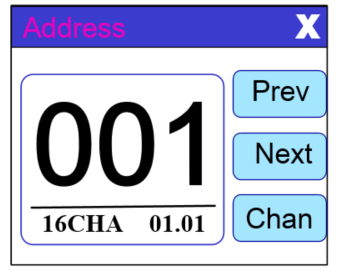 Address X
001
16CHA 01.01
Prev
Next
Chan